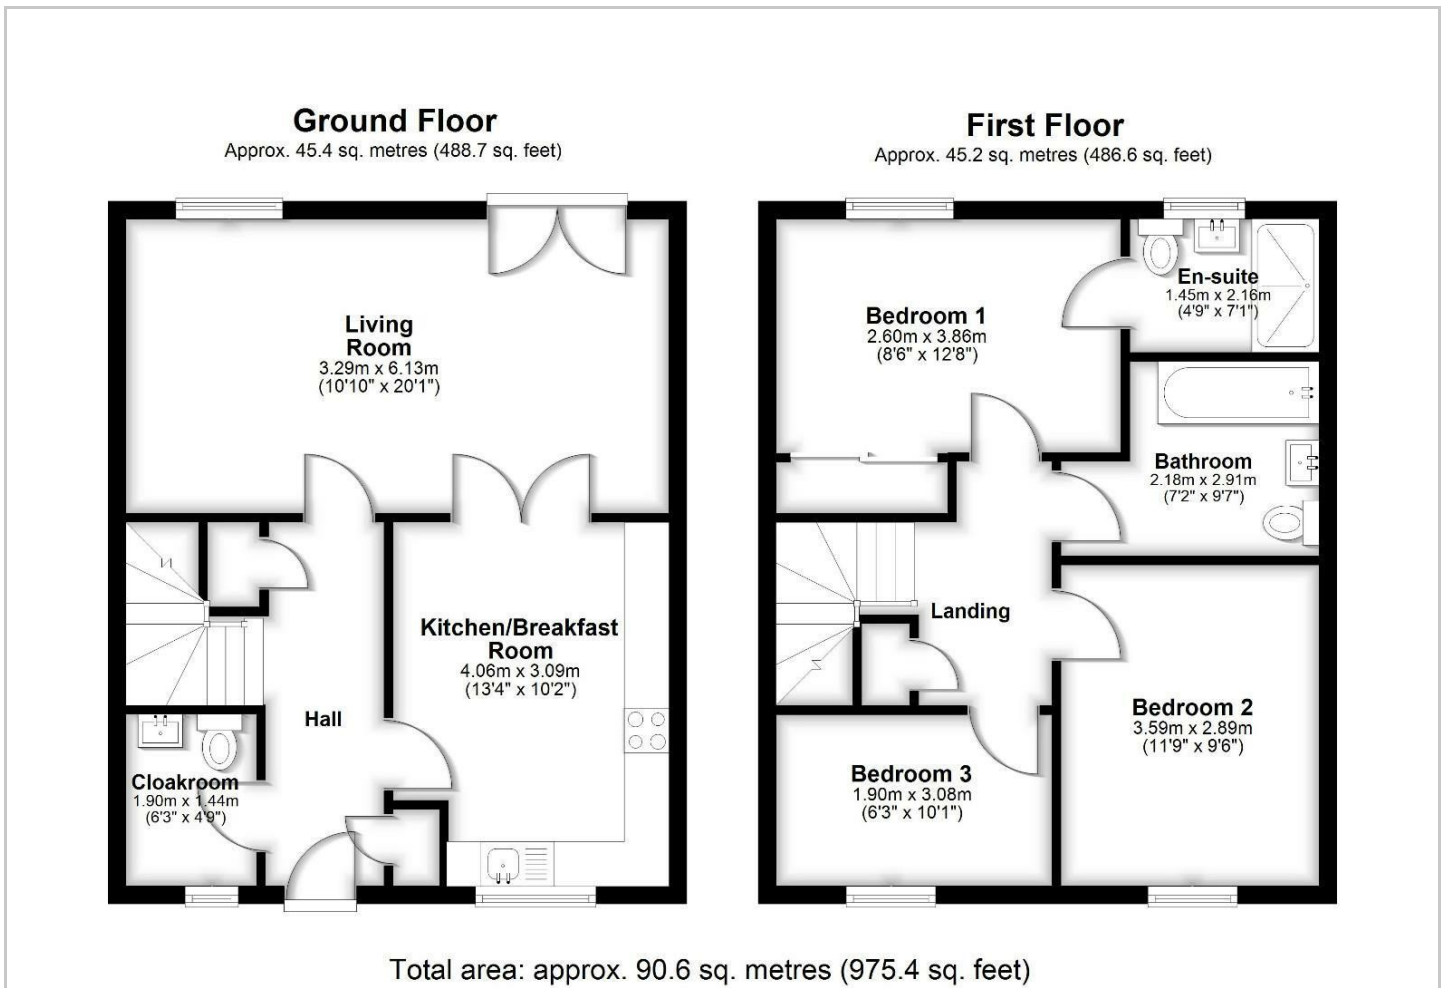 Ground Floor
Approx. 45.4 sq. metres (488.7 sq. feet)
Living
Room
3.29m x 6.13m
(10'10" x 20'1")
Kitchen/Breakfast
Room
4.06m x 3.09m
(13'4" x 10'2")
Hall
Cloakroom
1.90m x 1.44m
(6'3" x 4'9")
First Floor
Approx. 45.2 sq. metres (486.6 sq. feet)
En-suite
1.45m x 2.16m
(4'9" x 7'1")
Bedroom 1
2.60m x 3.86m
(8'6" x 12'8")
Bathroom
2.18m x 2.91m
(7'2" x 9'7")
Landing
Bedroom 2
3.59m x 2.89m
(11'9" x 9'6")
Bedroom 3
1.90m x 3.08m
(6'3" x 10'1")
Total area: approx. 90.6 sq. metres (975.4 sq. feet)